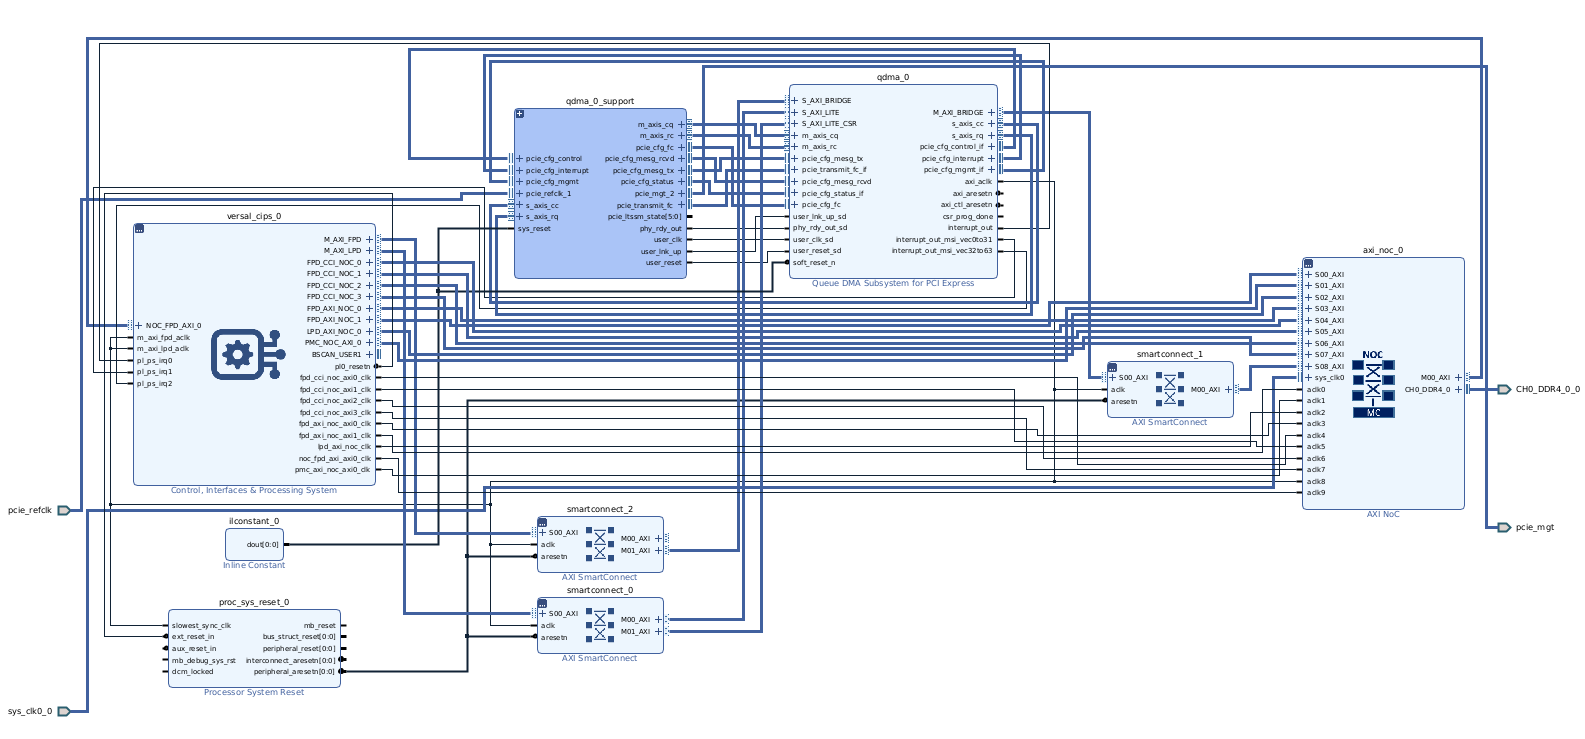 qdma_0
qdma_0_support
m_axis_cq
m_axis_rc
pcie_cfg_fc
pcie_cfg_control
pcie_cfg_mesg_rcvd
pcie_cfg_interrupt
pcie_cfg_mesg_tx
pcie_cfg_mgmt
pcie_cfg_status
pcie_refclk_1
pcie_mgt_2
s_axis_cc
pcie_transmit_fc
s_axis_rq
pcie_ltssm_state[5:0]
sys_reset
phy_rdy_out
user_clk
user_lnk_up
user_reset
S_AXI_BRIDGE
S_AXI_LITE
M_AXI_BRIDGE
S_AXI_LITE_CSR
s_axis_cc
m_axis_cq
s_axis_rq
m_axis_rc
pcie_cfg_control_if
pcie_cfg_mesg_tx
pcie_cfg_interrupt
pcie_transmit_fc_if
pcie_cfg_mgmt_if
pcie_cfg_mesg_rcvd
axi_aclk
pcie_cfg_status_if
axi_aresetn
pcie_cfg_fc
axi_ctl_aresetn
user_lnk_up_sd
csr_prog_done
phy_rdy_out_sd
interrupt_out
user_clk_sd
interrupt_out_msi_vec0to31
user_reset_sd
interrupt_out_msi_vec32to63
soft_reset_n
Queue DMA Subsystem for PCI Express
versal_cips_0
M_AXI_FPD
M_AXI_LPD
FPD_CCI_NOC_0
FPD_CCI_NOC_1
FPD_CCI_NOC_2
FPD_CCI_NOC_3
FPD_AXI_NOC_0
FPD_AXI_NOC_1
NOC_FPD_AXI_0
LPD_AXI_NOC_0
m_axi_fpd_aclk
PMC_NOC_AXI_0
m_axi_lpd_aclk
BSCAN_USER1
pl_ps_irq0
pl0_resetn
pl_ps_irq1
fpd_cci_noc_axi0_clk
pl_ps_irq2
fpd_cci_noc_axi1_clk
fpd_cci_noc_axi2_clk
fpd_cci_noc_axi3_clk
fpd_axi_noc_axi0_clk
fpd_axi_noc_axi1_clk
lpd_axi_noc_clk
noc_fpd_axi_axi0_clk
pmc_axi_noc_axi0_clk
Control, Interfaces & Processing System
axi_noc_0
S00_AXI
S01_AXI
S02_AXI
S03_AXI
S04_AXI
S05_AXI
S06_AXI
S07_AXI
S08_AXI
sys_clk0
M00_AXI
aclk0
CH0_DDR4_0
aclk1
aclk2
aclk3
aclk4
aclk5
aclk6
aclk7
aclk8
aclk9
NOC
MC
AXI NoC
CH0_DDR4_0_0
smartconnect_1
S00_AXI
aclk
M00_AXI
aresetn
AXI SmartConnect
pcie_refclk
pcie_mgt
ilconstant_0
dout[0:0]
Inline Constant
smartconnect_2
S00_AXI
M00_AXI
aclk
M01_AXI
aresetn
AXI SmartConnect
smartconnect_0
S00_AXI
M00_AXI
aclk
M01_AXI
aresetn
AXI SmartConnect
proc_sys_reset_0
slowest_sync_clk
mb_reset
ext_reset_in
bus_struct_reset[0:0]
aux_reset_in
peripheral_reset[0:0]
mb_debug_sys_rst
interconnect_aresetn[0:0]
dcm_locked
peripheral_aresetn[0:0]
Processor System Reset
sys_clk0_0